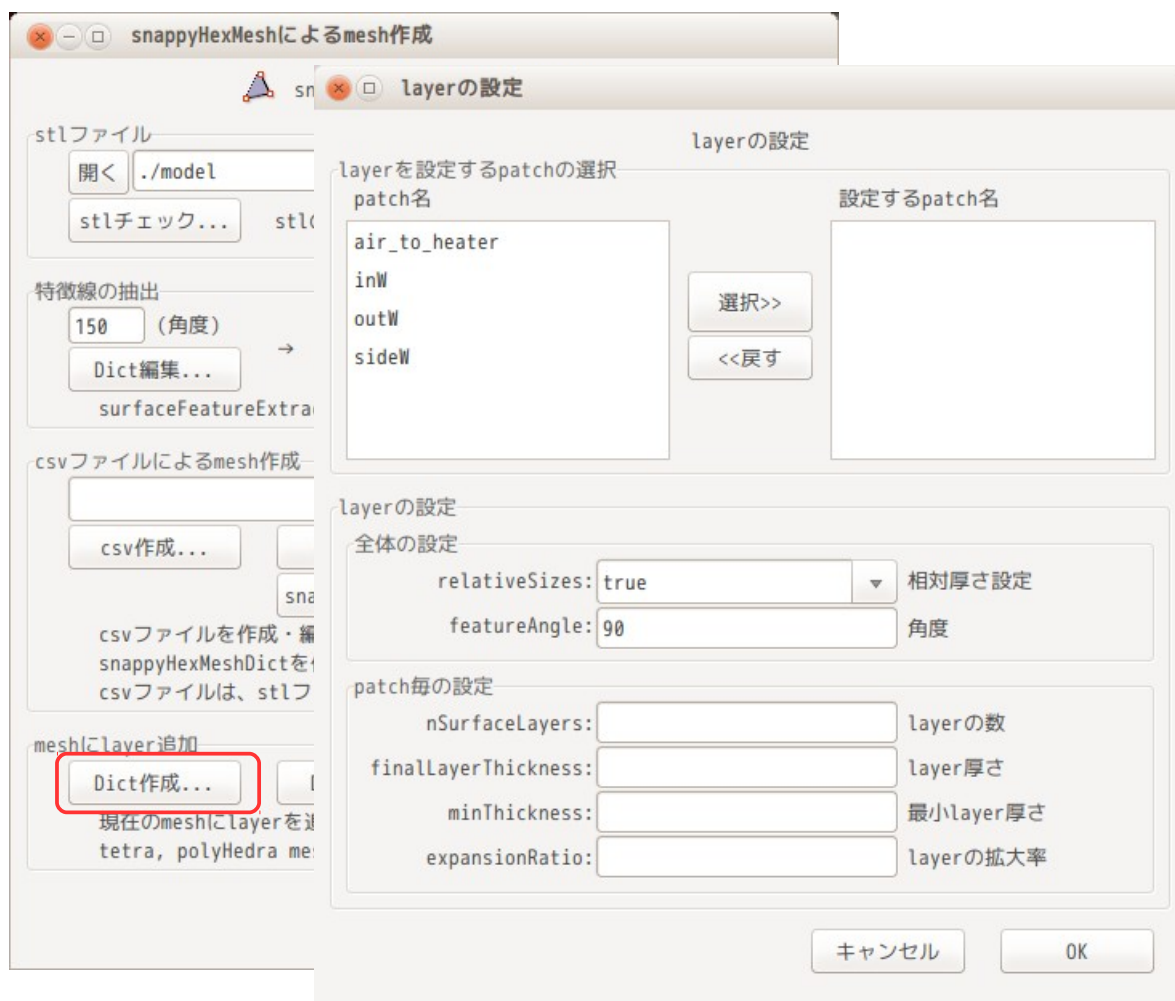 snappyHexMeshによるmesh作成
stlファイル
開く ./model
stlチェック...
特徴線の抽出
150 (角度)
→
Dict編集...
csvファイルによるmesh作成
csv作成...
csvファイルを作成・編
snappyHexMeshDictを
csvファイルは、stlフ
meshにlayer追加
Dict作成...
現在のmeshにlayerを追
tetra, polyHedra
layerの設定
layerの設定
layerを設定するpatchの選択
patch名
設定するpatch名
air_to_heater
inW
outW
sideW
選択>>
<<戻す
layerの設定
全体の設定
relativeSizes: true 相対厚さ設定
featureAngle: 90 角度
patch毎の設定
nSurfaceLayers: layerの数
finalLayerThickness: layer厚さ
minThickness: 最小layer厚さ
expansionRatio: layerの拡大率
キャンセル OK